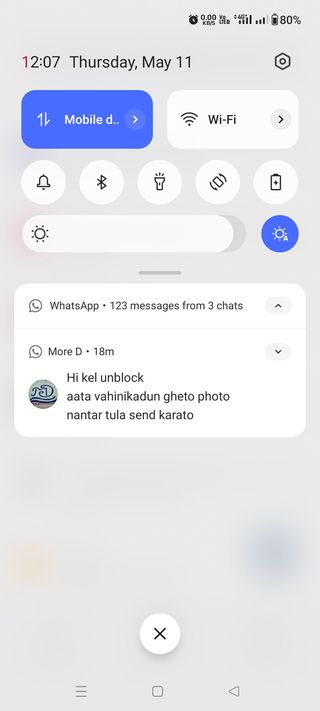 0.00 KB/S Vo LTE 4G 80%
12:07 Thursday, May 11
Mobile d.. Wi-Fi
A
WhatsApp • 123 messages from 3 chats
More D • 18m
Hi kel unblock
aata vahinikadun gheto photo
nantar tula send karato